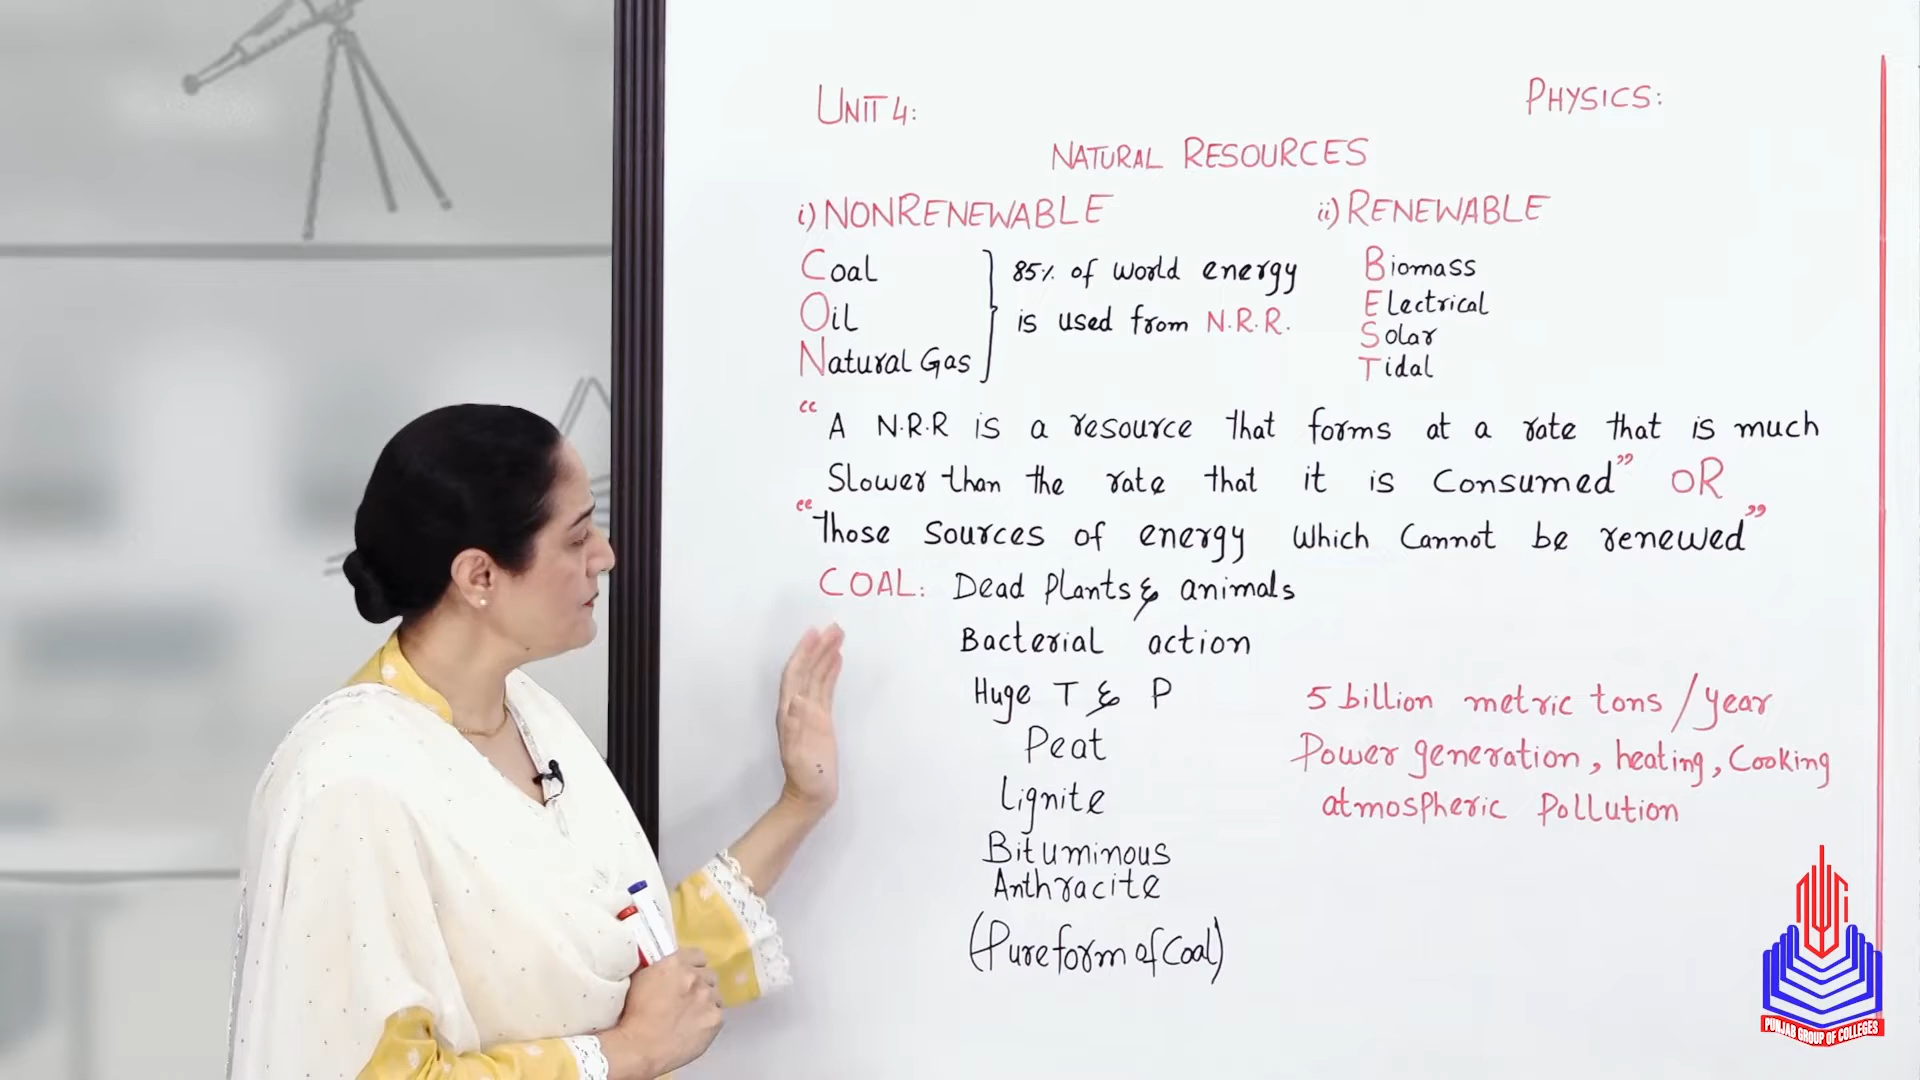 UNIT 4:
PHYSICS:
NATURAL RESOURCES
i) NONRENEWABLE
Coal
Oil
Natural Gas
85% of world energy
is used from N.R.R.
ii) RENEWABLE
Biomass
Electrical
Solar
Tidal
“A N.R.R is a resource that forms at a rate that is much
Slower than the rate that it is Consumed” OR
“Those Sources of energy which Cannot be renewed”
COAL: Dead Plants & animals
Bacterial action
Huge T & P
Peat
Lignite
Bituminous
Anthracite
(Pure form of Coal)
5 billion metric tons / year
Power generation, heating, Cooking
atmospheric Pollution
PUNJAB GROUP OF COLLEGES